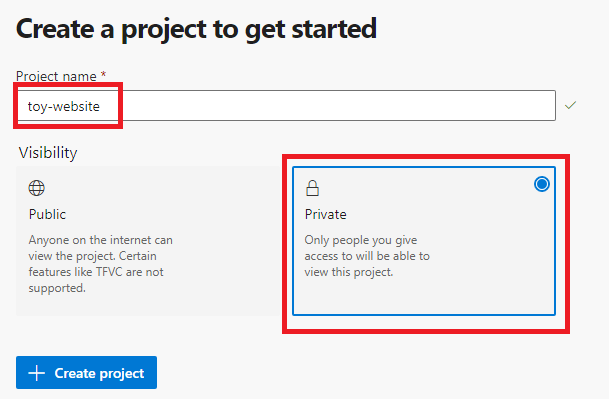 Create a project to get started
Project name *
toy-website
Visibility
Public
Anyone on the internet can
view the project. Certain
features like TFVC are not
supported.
Private
Only people you give
access to will be able to
view this project.
Create project